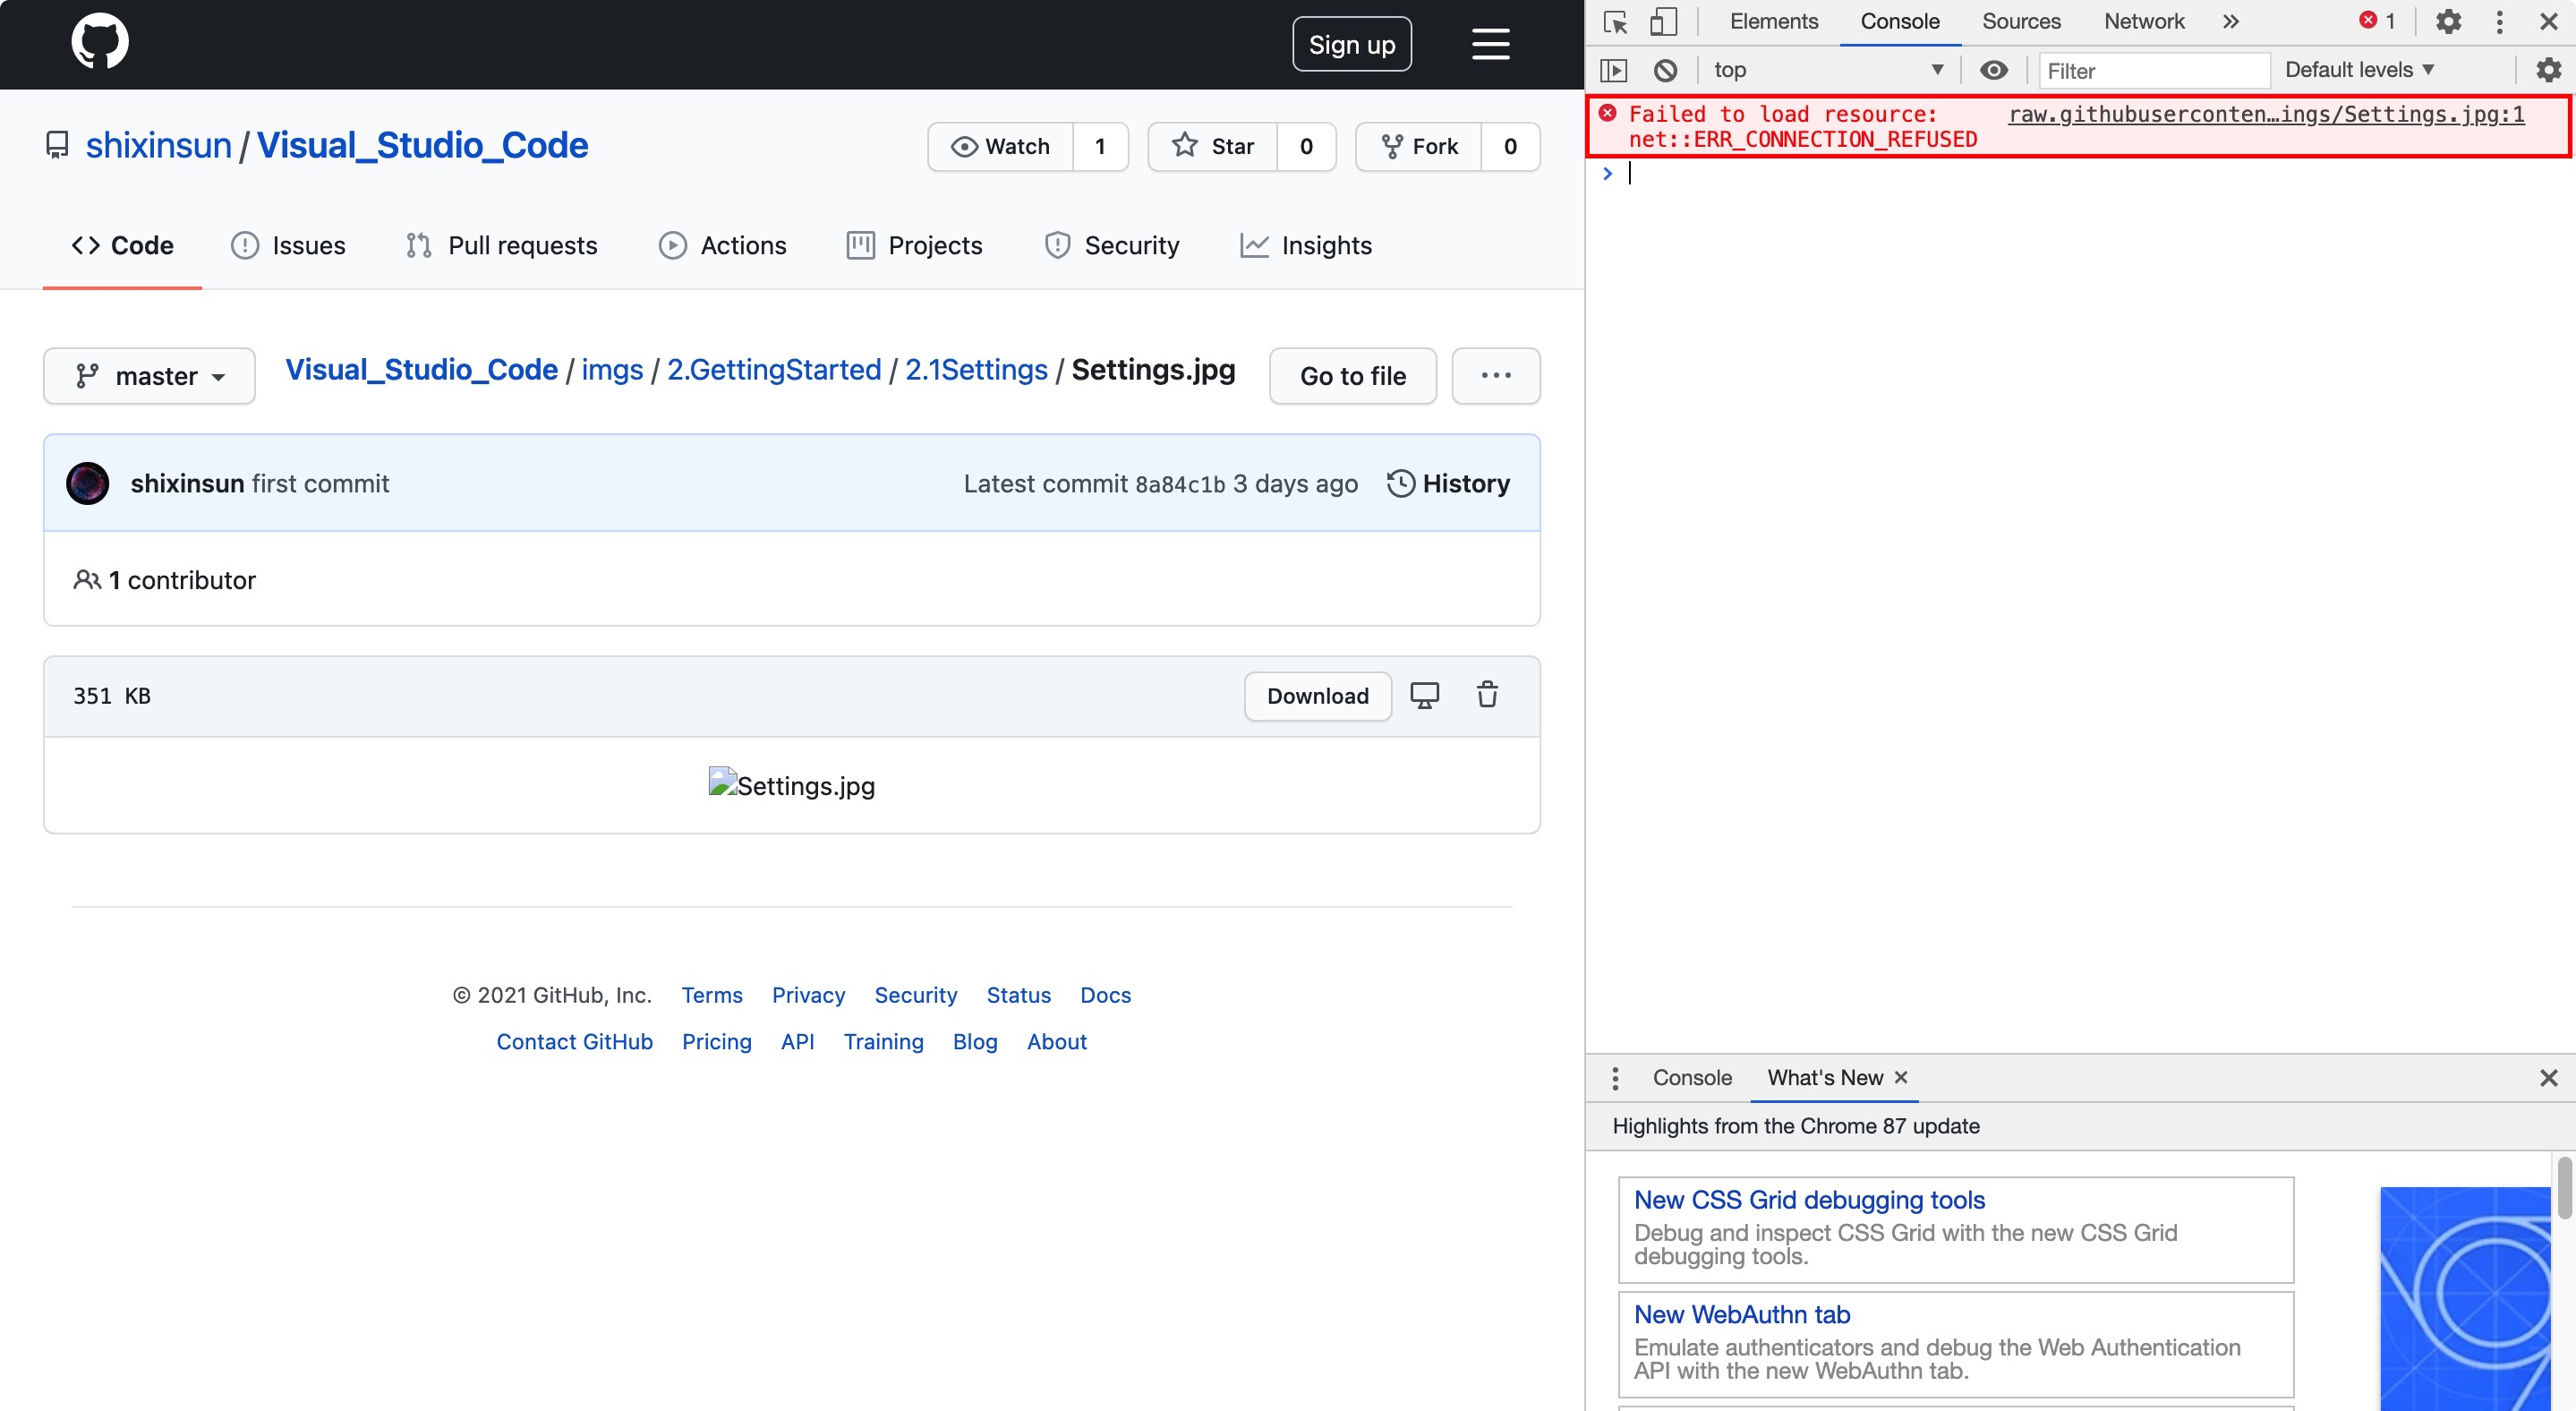 Sign up
shixinsun / Visual_Studio_Code
Watch 1 Star 0 Fork 0
Code Issues Pull requests Actions Projects Security Insights
master Visual_Studio_Code / imgs / 2.GettingStarted / 2.1Settings / Settings.jpg Go to file
shixinsun first commit Latest commit 8a84c1b 3 days ago History
1 contributor
351 KB Download
Settings.jpg
© 2021 GitHub, Inc. Terms Privacy Security Status Docs
Contact GitHub Pricing API Training Blog About
Elements Console Sources Network 1
top Filter Default levels
Failed to load resource: raw.githubuserconten…ings/Settings.jpg:1
net::ERR_CONNECTION_REFUSED
Console What's New
Highlights from the Chrome 87 update
New CSS Grid debugging tools
Debug and inspect CSS Grid with the new CSS Grid
debugging tools.
New WebAuthn tab
Emulate authenticators and debug the Web Authentication
API with the new WebAuthn tab.